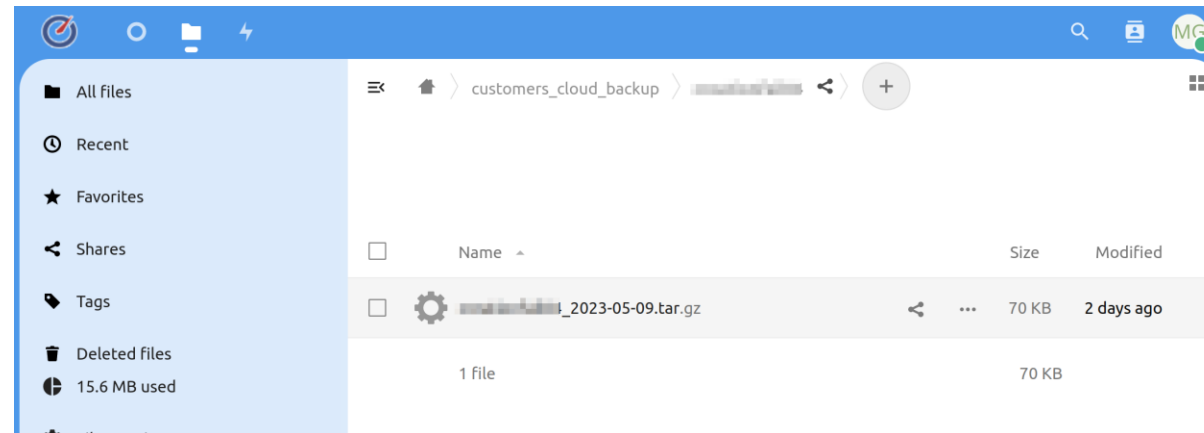 MG
All files
customers_cloud_backup
+
Recent
Favorites
Shares
Name Size Modified
Tags
_2023-05-09.tar.gz ... 70 KB 2 days ago
Deleted files
15.6 MB used
1 file 70 KB